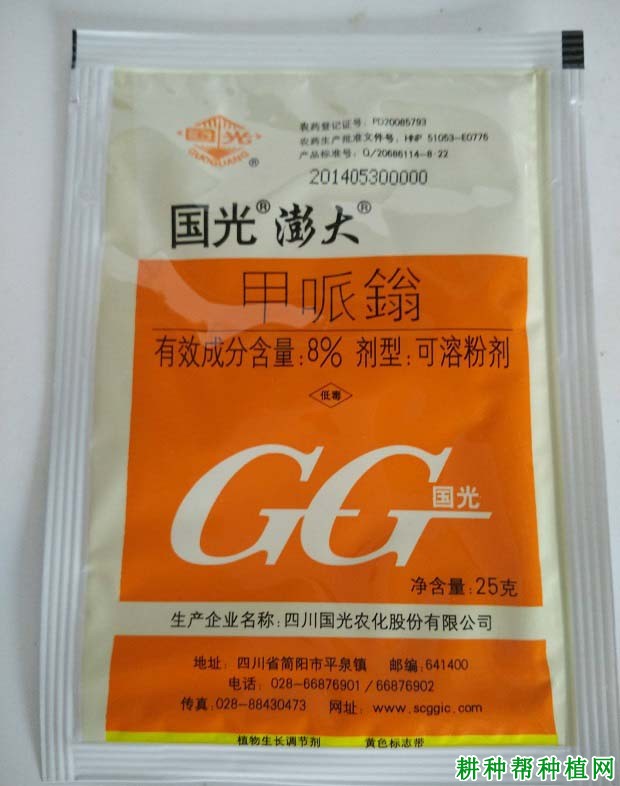 国光
GUOGUANG®
农药登记证号：PD20085793
农药生产批准文件号：HNP 51053-E0776
产品标准号：Q/20686114-8·22
201405300000
国光®澎大®
甲哌鎓
有效成分含量：8% 剂型：可溶粉剂
低毒
GG国光
净含量：25克
生产企业名称：四川国光农化股份有限公司
地址：四川省简阳市平泉镇 邮编：641400
电话：028-66876901／66876902
传真：028-88430473 网址：www.scggic.com
植物生长调节剂 黄色标志带
耕种帮种植网